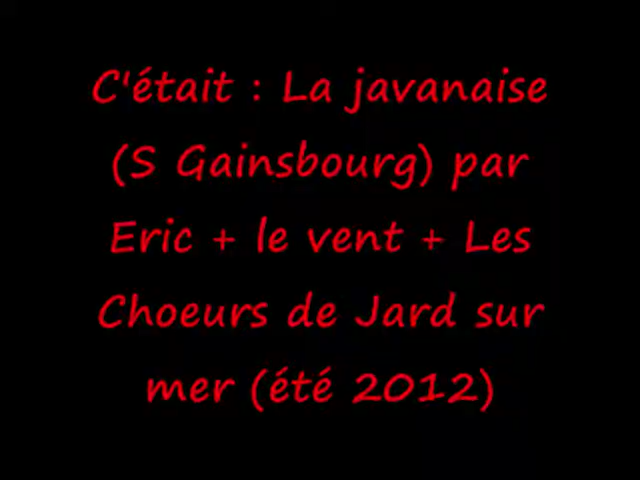 C'était : La javanaise
(S Gainsbourg) par
Eric + le vent + Les
Choeurs de Jard sur
mer (été 2012)